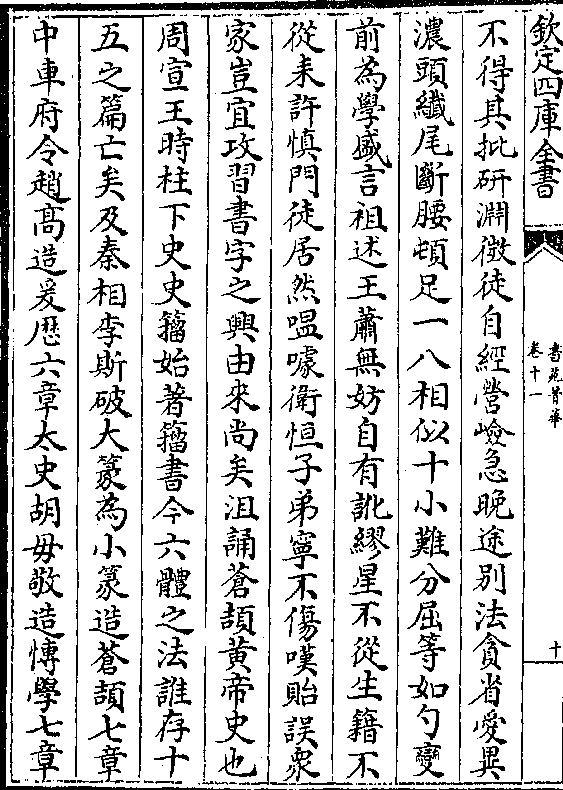 欽定四庫全書
書苑菁華
卷十一
十
不得其批研淵微徒自經營嶮急晚途别法貪省愛異
濃頭纎尾斷腰頓足一八相似十小難分屈等如勺變
前為學盛言祖述王蕭無妨自有訛繆星不從生籍不
從耒許慎門徒居然嗢噱衛恒子弟寧不傷嘆貽誤衆
家豈宜攻習書字之興由來尚矣沮誦蒼頡黄帝史也
周宣王時柱下史史籀始著籀書今六體之法誰存十
五之篇亡矣及秦相李斯破大篆為小篆造蒼頡七章
中車府令趙髙造爰厯六章太史胡毋敬造慱學七章